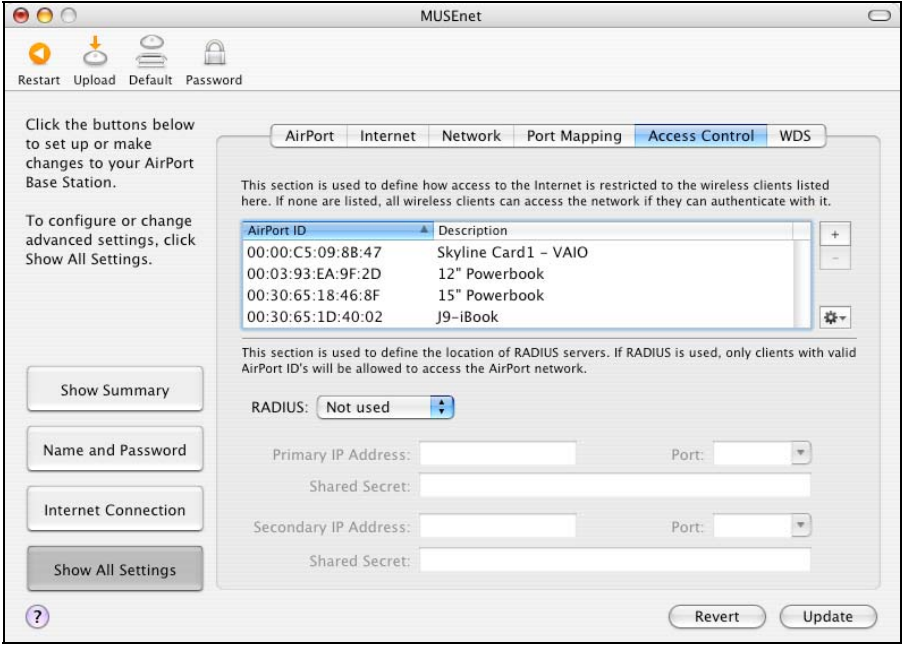 MUSEnet
Restart Upload Default Password
Click the buttons below
to set up or make
changes to your AirPort
Base Station.
To configure or change
advanced settings, click
Show All Settings.
Show Summary
Name and Password
Internet Connection
Show All Settings
?
AirPort Internet Network Port Mapping Access Control WDS
This section is used to define how access to the Internet is restricted to the wireless clients listed
here. If none are listed, all wireless clients can access the network if they can authenticate with it.
AirPort ID Description
00:00:C5:09:8B:47 Skyline Card1 - VAIO
00:03:93:EA:9F:2D 12" Powerbook
00:30:65:18:46:8F 15" Powerbook
00:30:65:1D:40:02 J9-iBook
+
-
This section is used to define the location of RADIUS servers. If RADIUS is used, only clients with valid
AirPort ID's will be allowed to access the AirPort network.
RADIUS: Not used
Primary IP Address: Port:
Shared Secret:
Secondary IP Address: Port:
Shared Secret:
Revert Update